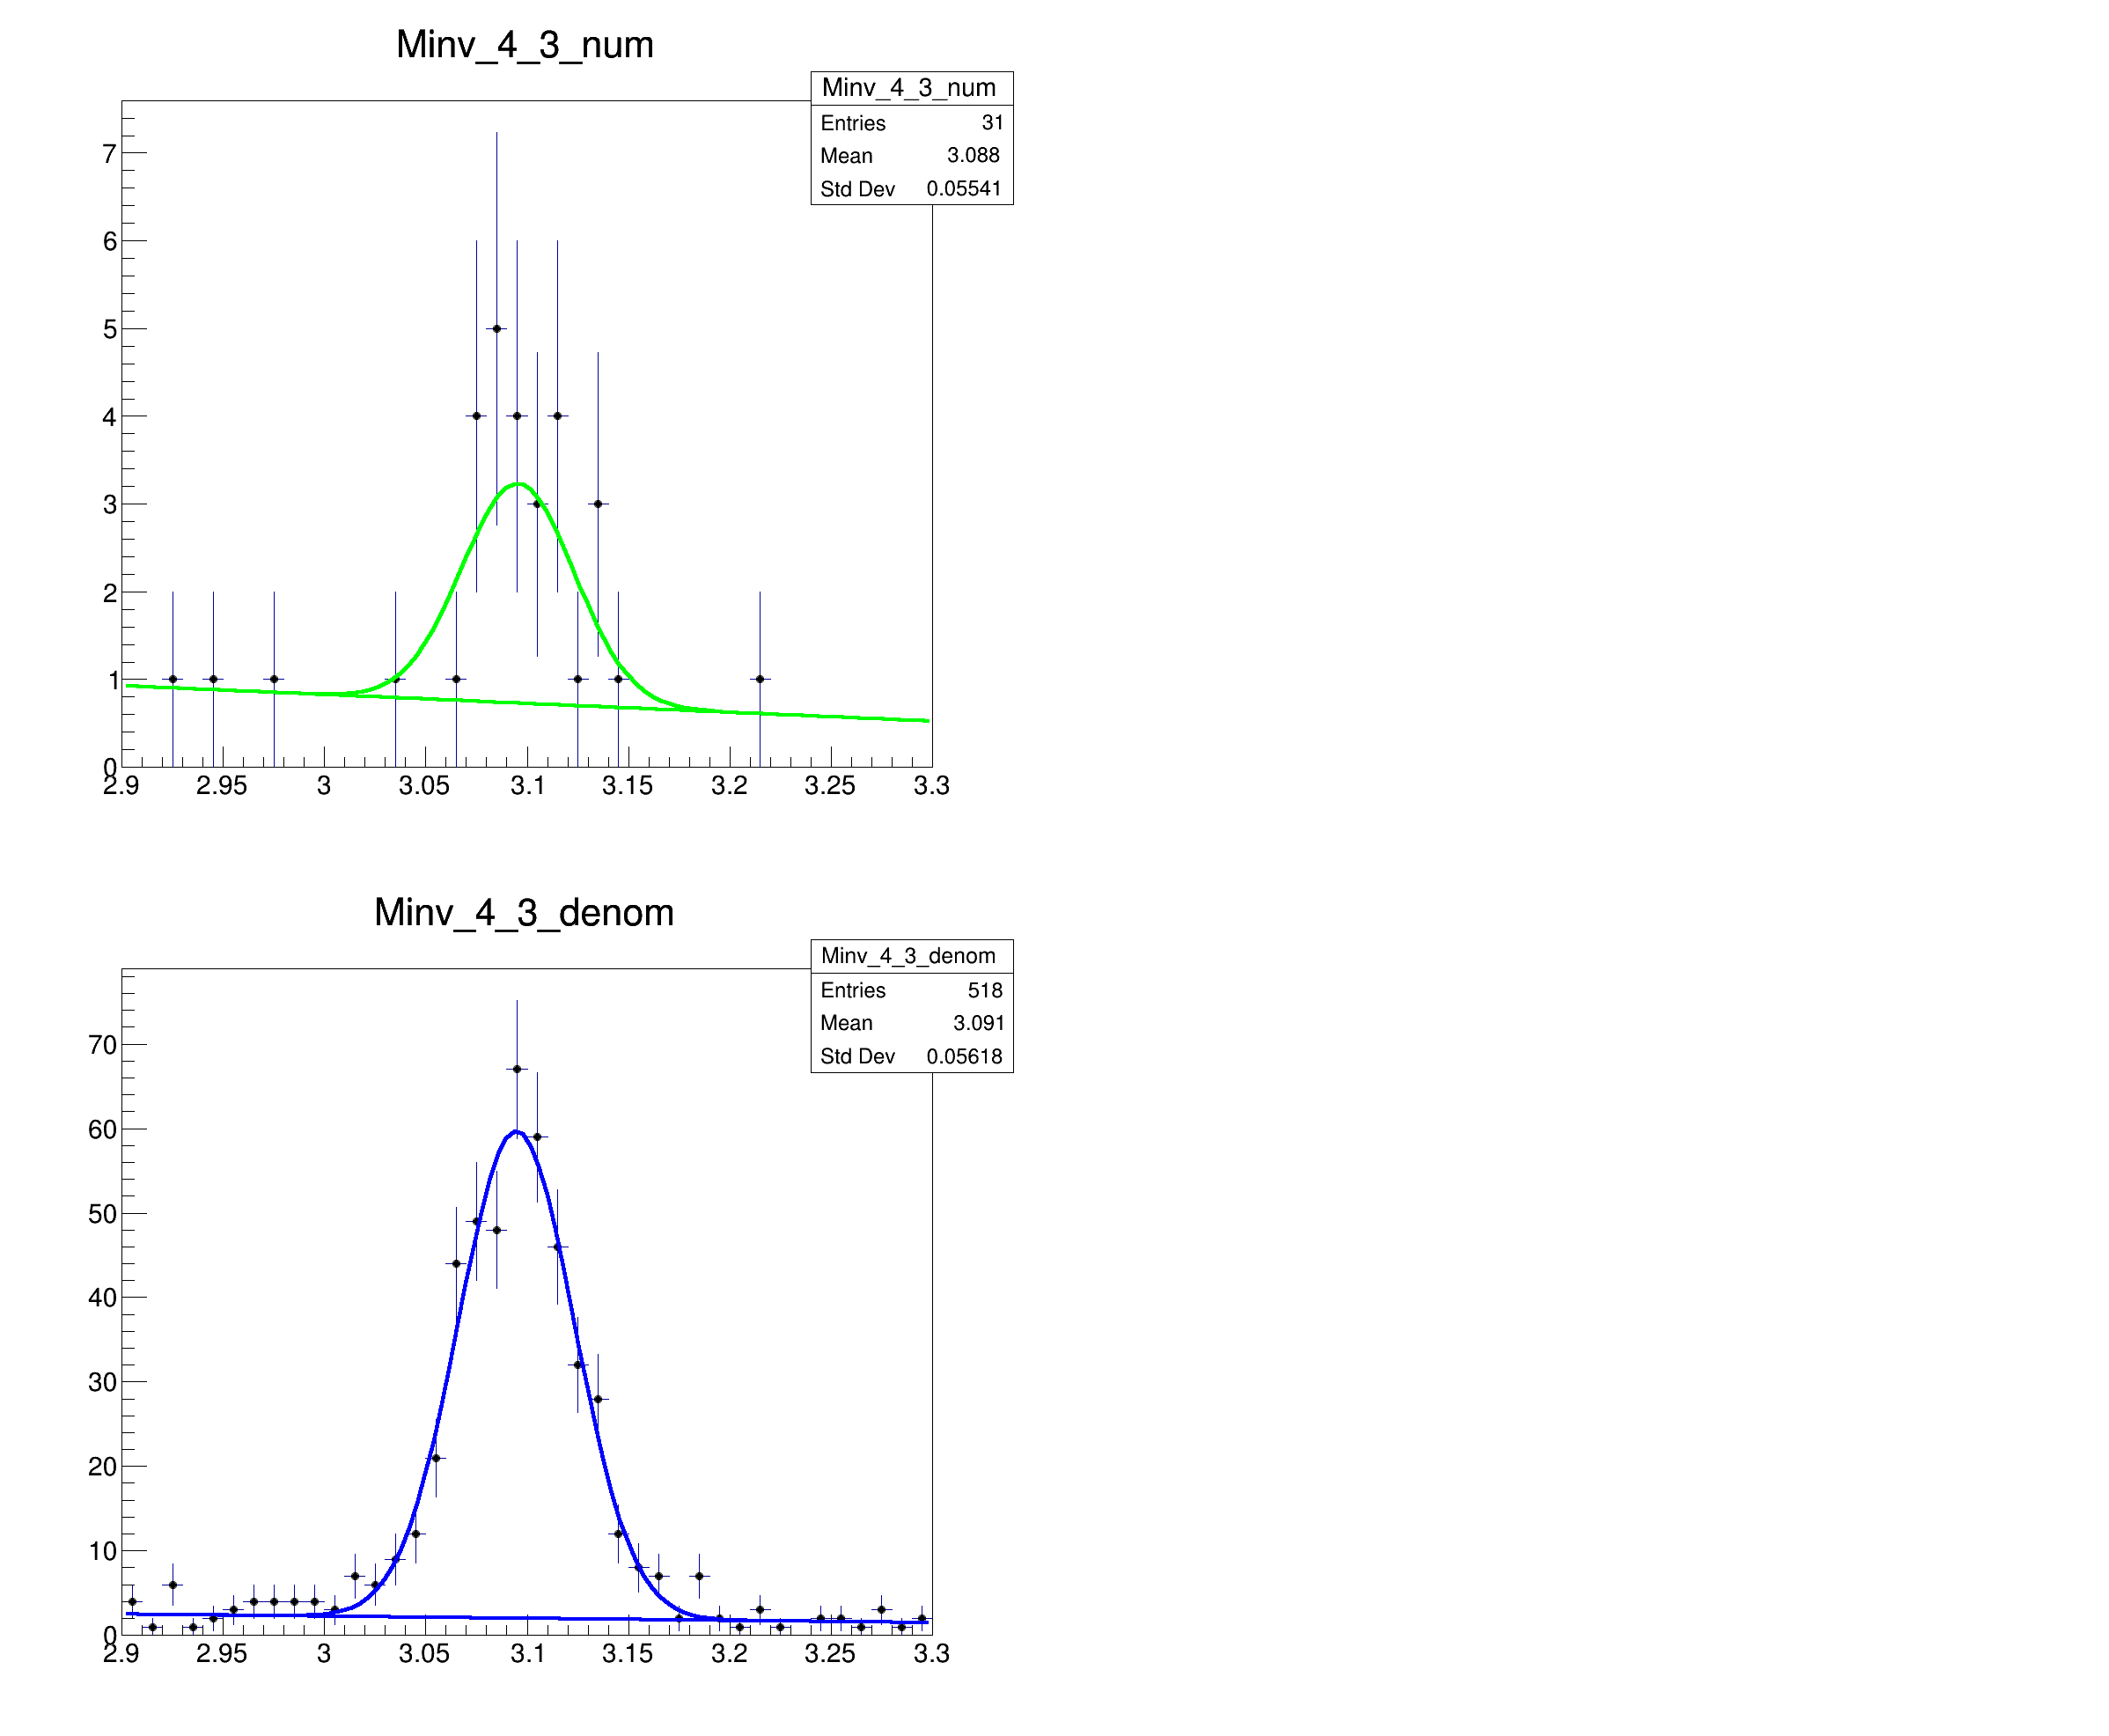 Minv_4_3_num
Minv_4_3_num
Entries 31
Mean 3.088
Std Dev 0.05541
7
6
5
4
3
2
1
0
2.9 2.95 3 3.05 3.1 3.15 3.2 3.25 3.3
Minv_4_3_denom
Minv_4_3_denom
Entries 518
Mean 3.091
Std Dev 0.05618
70
60
50
40
30
20
10
0
2.9 2.95 3 3.05 3.1 3.15 3.2 3.25 3.3